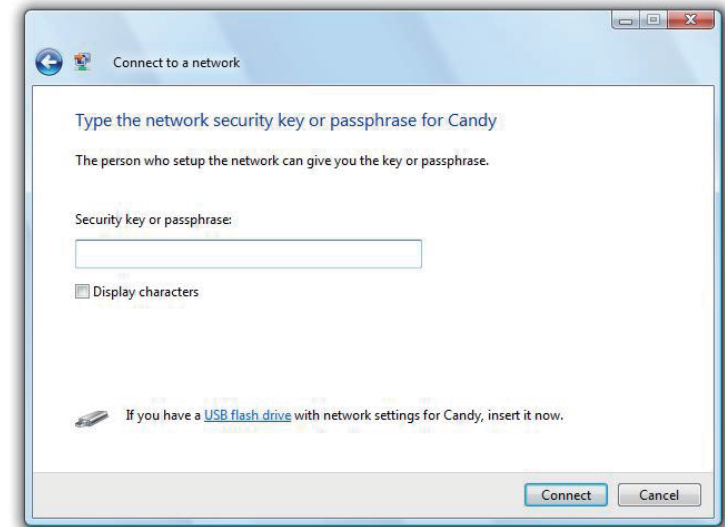 Connect to a network
Type the network security key or passphrase for Candy
The person who setup the network can give you the key or passphrase.
Security key or passphrase:
Display characters
If you have a USB flash drive with network settings for Candy, insert it now.
Connect Cancel